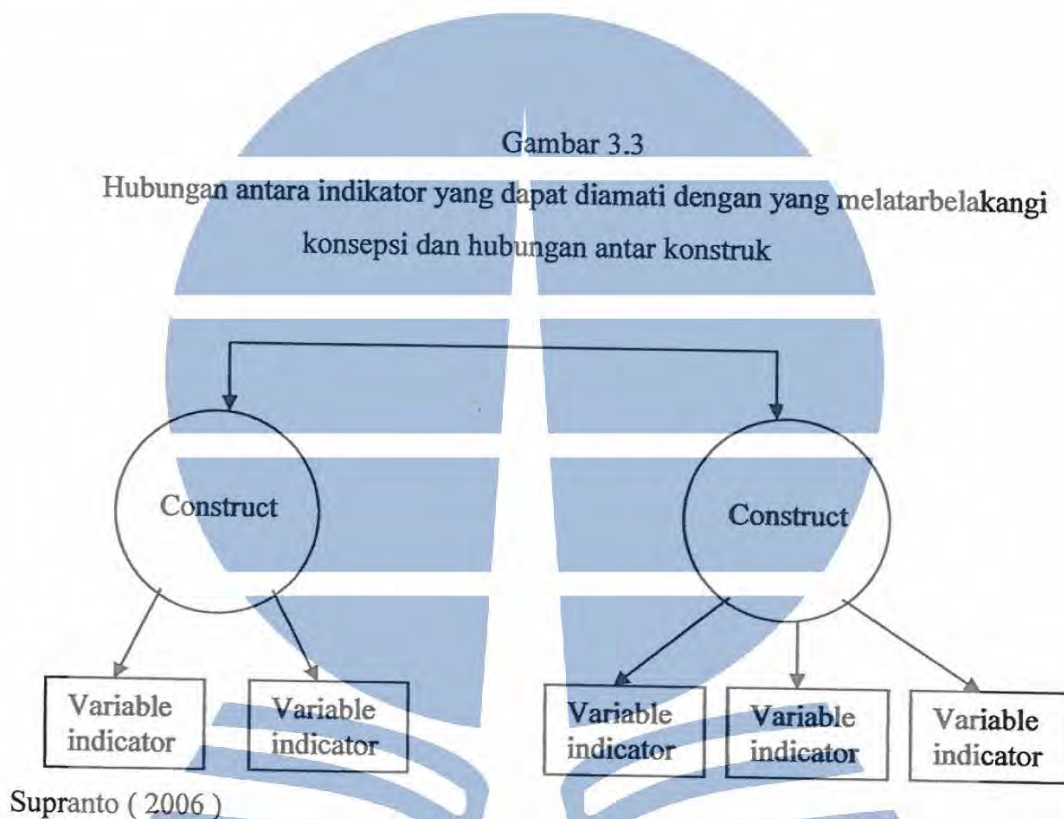 Gambar 3.3
Hubungan antara indikator yang dapat diamati dengan yang melatarbelakangi
konsepsi dan hubungan antar konstruk
Construct
Construct
Variable
indicator
Variable
indicator
Variable
indicator
Variable
indicator
Variable
indicator
Supranto ( 2006 )